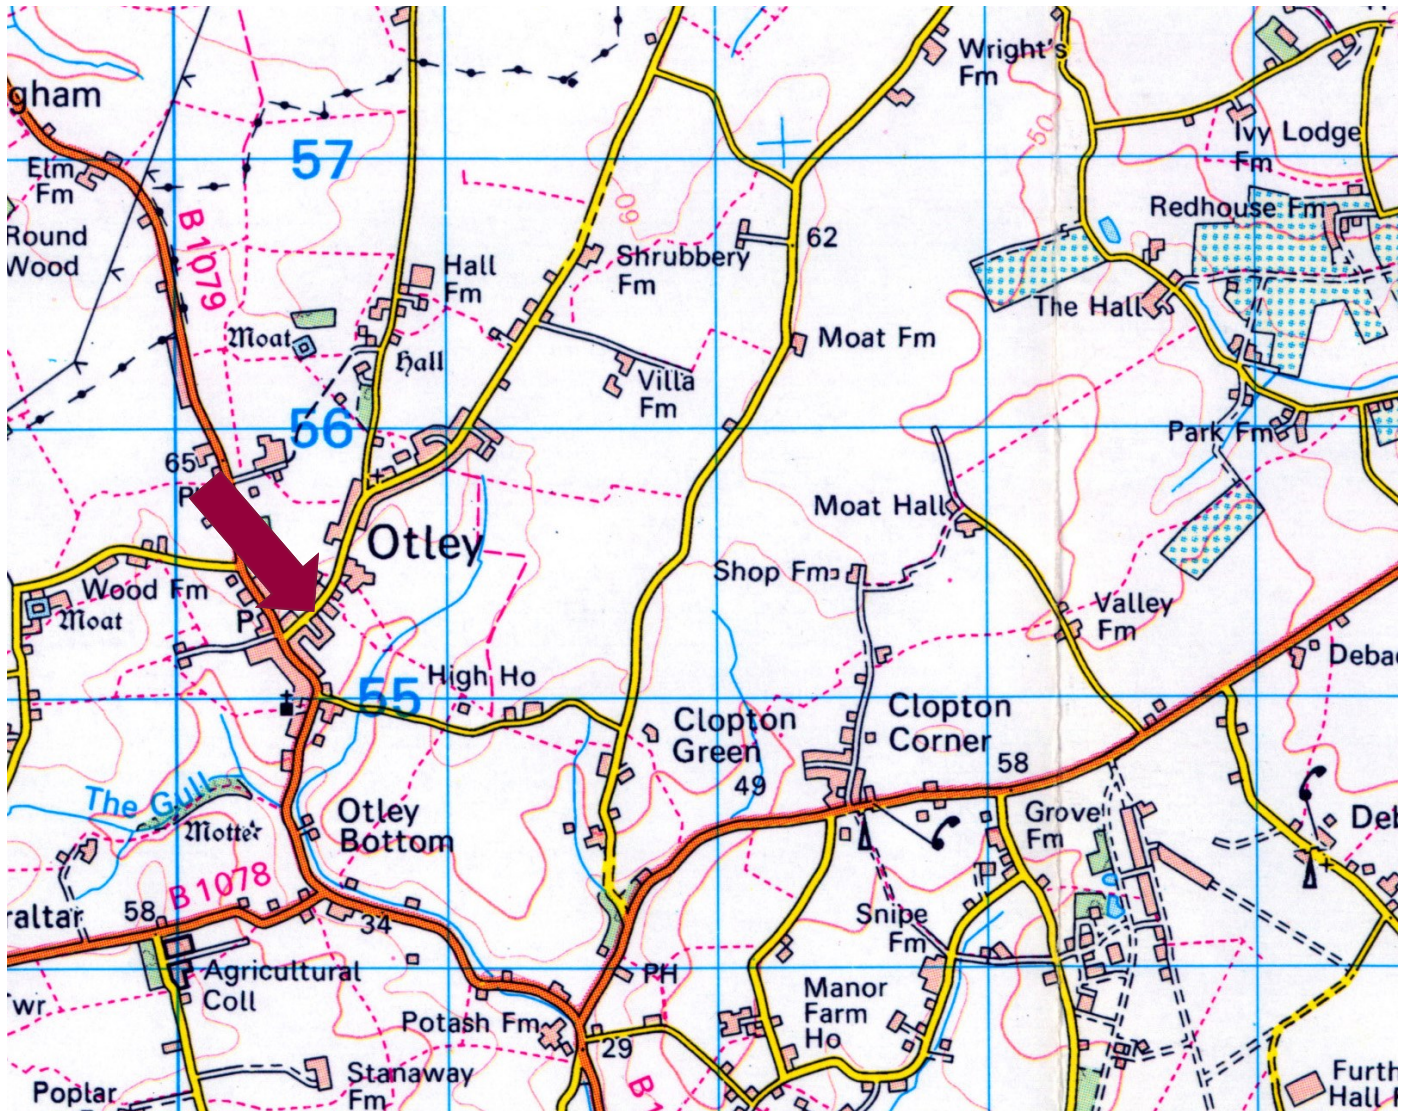 Wright's
Fm
gham
50
Ivy Lodge
Fm
57
Elm
Fm
B 1079
60
Redhouse Fm
Round
Wood
62
Shrubbery
Fm
Hall
Fm
The Hall
Moat
Hall
Moat Fm
Villa
Fm
56
Park Fm
65
Moat Hall
Otley
Shop Fm
Wood Fm
Moat
Valley
Fm
P
Debac
High Ho
55
Clopton
Green
Clopton
Corner
49
58
The Gull
Motte
Otley
Bottom
Grove
Fm
Deb
B 1078
raltar
58
34
Snipe
Fm
Agricultural
Coll
PH
wr
Manor
Farm
Ho
Potash Fm
29
B 1
Stanaway
Fm
Poplar
Furth
Hall F